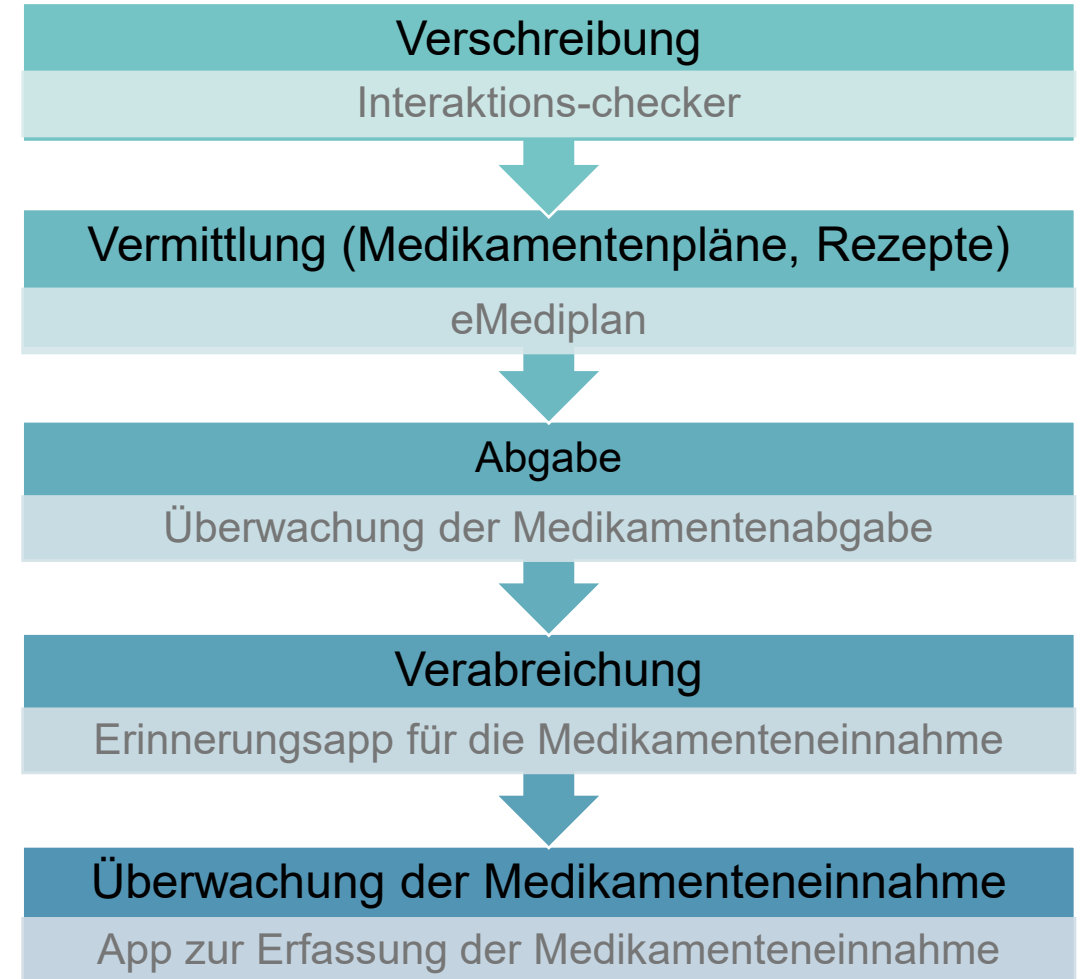 Verschreibung
Interaktions-checker
Vermittlung (Medikamentenpläne, Rezepte)
eMediplan
Abgabe
Überwachung der Medikamentenabgabe
Verabreichung
Erinnerungsapp für die Medikamenteneinnahme
Überwachung der Medikamenteneinnahme
App zur Erfassung der Medikamenteneinnahme